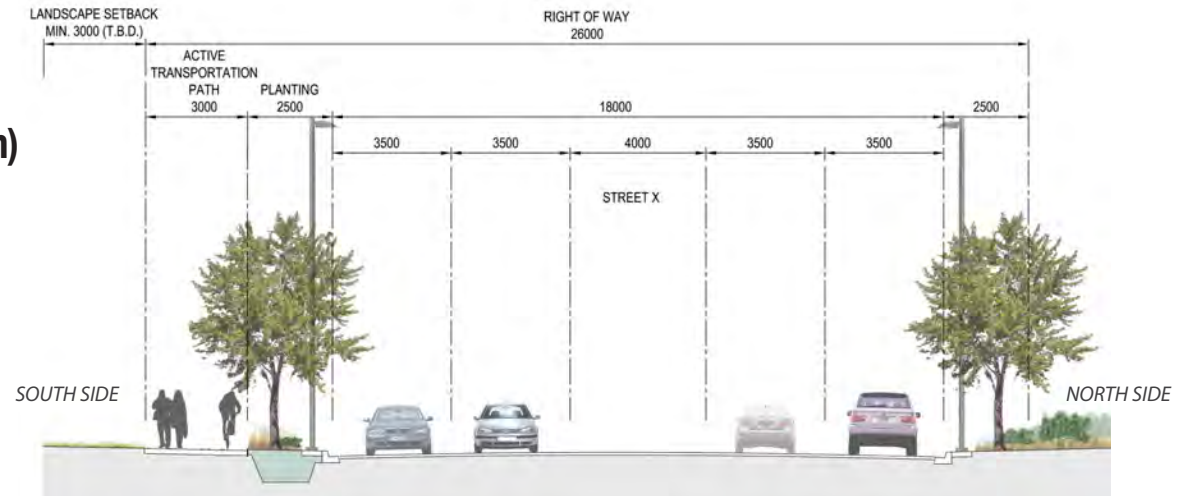 LANDSCAPE SETBACK
MIN. 3000 (T.B.D.)
RIGHT OF WAY
26000
ACTIVE
TRANSPORTATION
PATH
3000
PLANTING
2500
18000
2500
3500
3500
4000
3500
3500
STREET X
SOUTH SIDE
NORTH SIDE